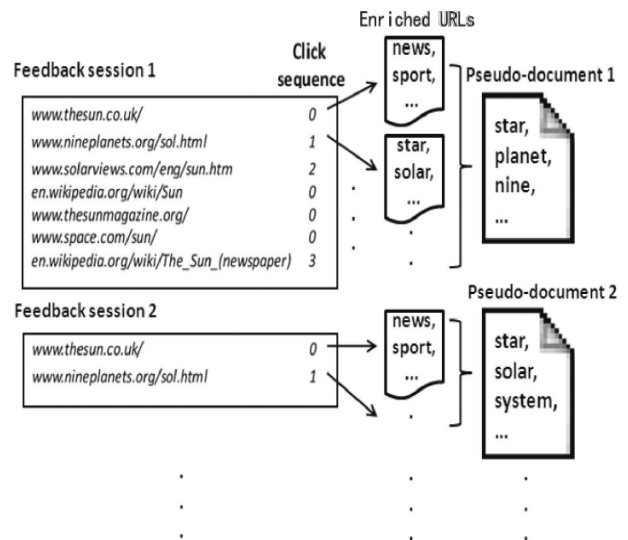 Enriched URLs
Feedback session 1
Click
sequence
www.thesun.co.uk/ 0
www.nineplanets.org/sol.html 1
www.solarviews.com/eng/sun.htm 2
en.wikipedia.org/wiki/Sun 0
www.thesunmagazine.org/ 0
www.space.com/sun/ 0
en.wikipedia.org/wiki/The_Sun_(newspaper) 3
news,
sport,
...
star,
solar,
...
Pseudo-document 1
star,
planet,
nine,
...
Feedback session 2
www.thesun.co.uk/ 0
www.nineplanets.org/sol.html 1
news,
sport,
...
Pseudo-document 2
star,
solar,
system,
...